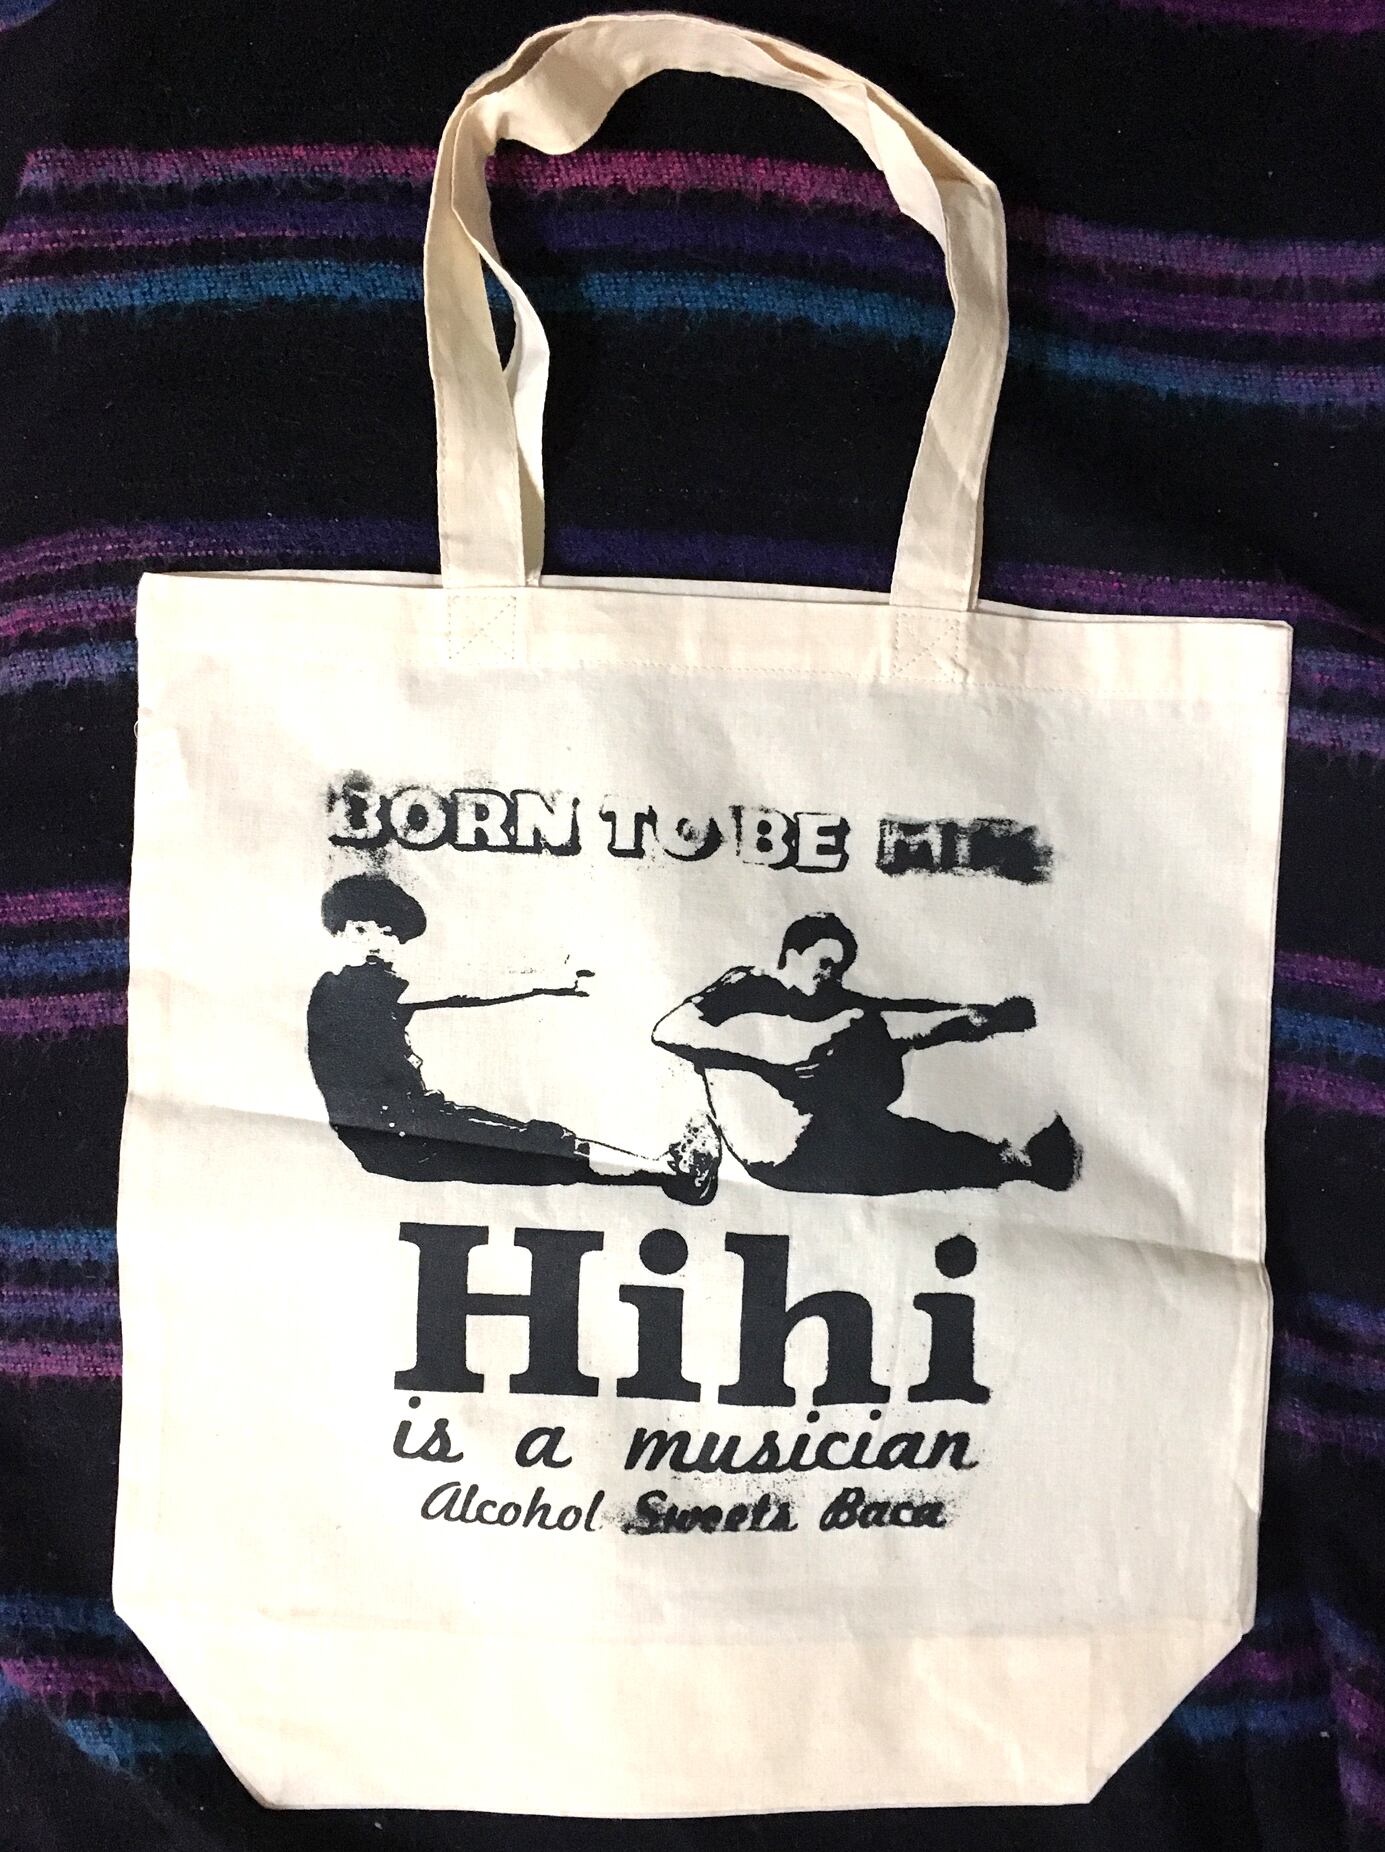 BORN TO BE
Hihi
is a musician
Alcohol Sweets Baca